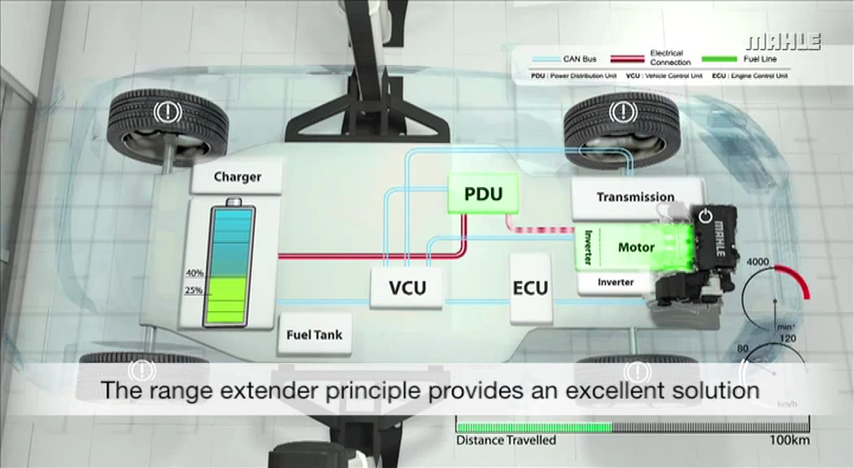 MAHLE
CAN Bus
Electrical Connection
Fuel Line
PDU : Power Distribution Unit VCU : Vehicle Control Unit ECU : Engine Control Unit
Charger
40%
25%
Fuel Tank
PDU
VCU
ECU
Transmission
Inverter
Motor
Inverter
MAHLE
4000
min⁻¹
120
80
km/h
The range extender principle provides an excellent solution
Distance Travelled
100km